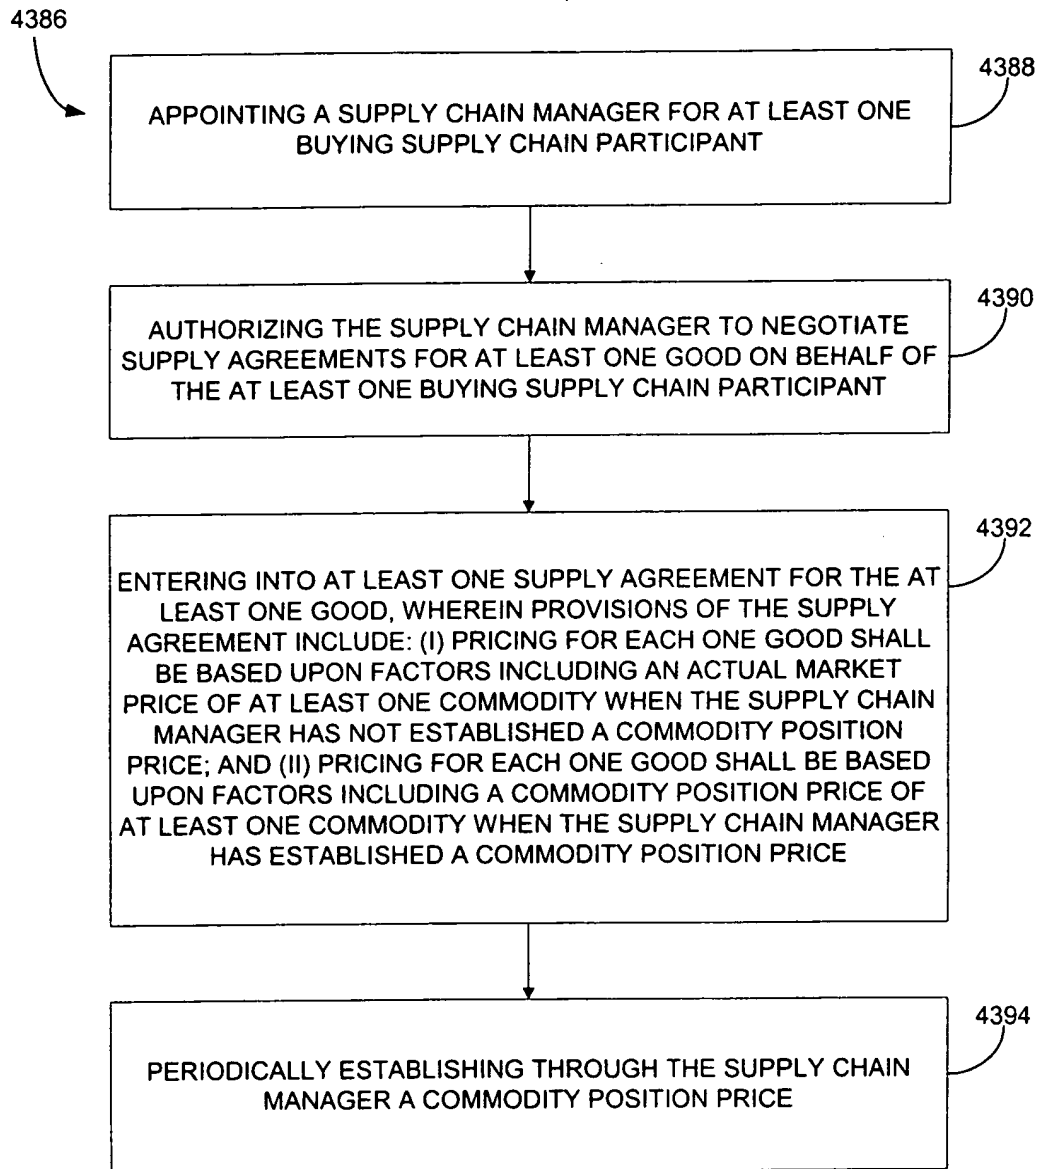 4386
4388
APPOINTING A SUPPLY CHAIN MANAGER FOR AT LEAST ONE
BUYING SUPPLY CHAIN PARTICIPANT
4390
AUTHORIZING THE SUPPLY CHAIN MANAGER TO NEGOTIATE
SUPPLY AGREEMENTS FOR AT LEAST ONE GOOD ON BEHALF OF
THE AT LEAST ONE BUYING SUPPLY CHAIN PARTICIPANT
4392
ENTERING INTO AT LEAST ONE SUPPLY AGREEMENT FOR THE AT
LEAST ONE GOOD, WHEREIN PROVISIONS OF THE SUPPLY
AGREEMENT INCLUDE: (I) PRICING FOR EACH ONE GOOD SHALL
BE BASED UPON FACTORS INCLUDING AN ACTUAL MARKET
PRICE OF AT LEAST ONE COMMODITY WHEN THE SUPPLY CHAIN
MANAGER HAS NOT ESTABLISHED A COMMODITY POSITION
PRICE; AND (II) PRICING FOR EACH ONE GOOD SHALL BE BASED
UPON FACTORS INCLUDING A COMMODITY POSITION PRICE OF
AT LEAST ONE COMMODITY WHEN THE SUPPLY CHAIN MANAGER
HAS ESTABLISHED A COMMODITY POSITION PRICE
4394
PERIODICALLY ESTABLISHING THROUGH THE SUPPLY CHAIN
MANAGER A COMMODITY POSITION PRICE